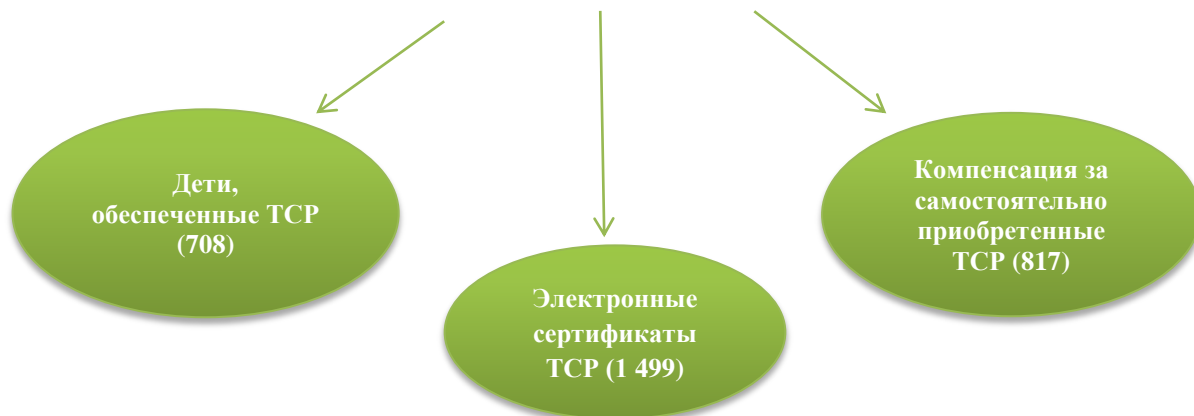 Дети,
обеспеченные ТСР
(708)
Электронные
сертификаты
ТСР (1 499)
Компенсация за
самостоятельно
приобретенные
ТСР (817)